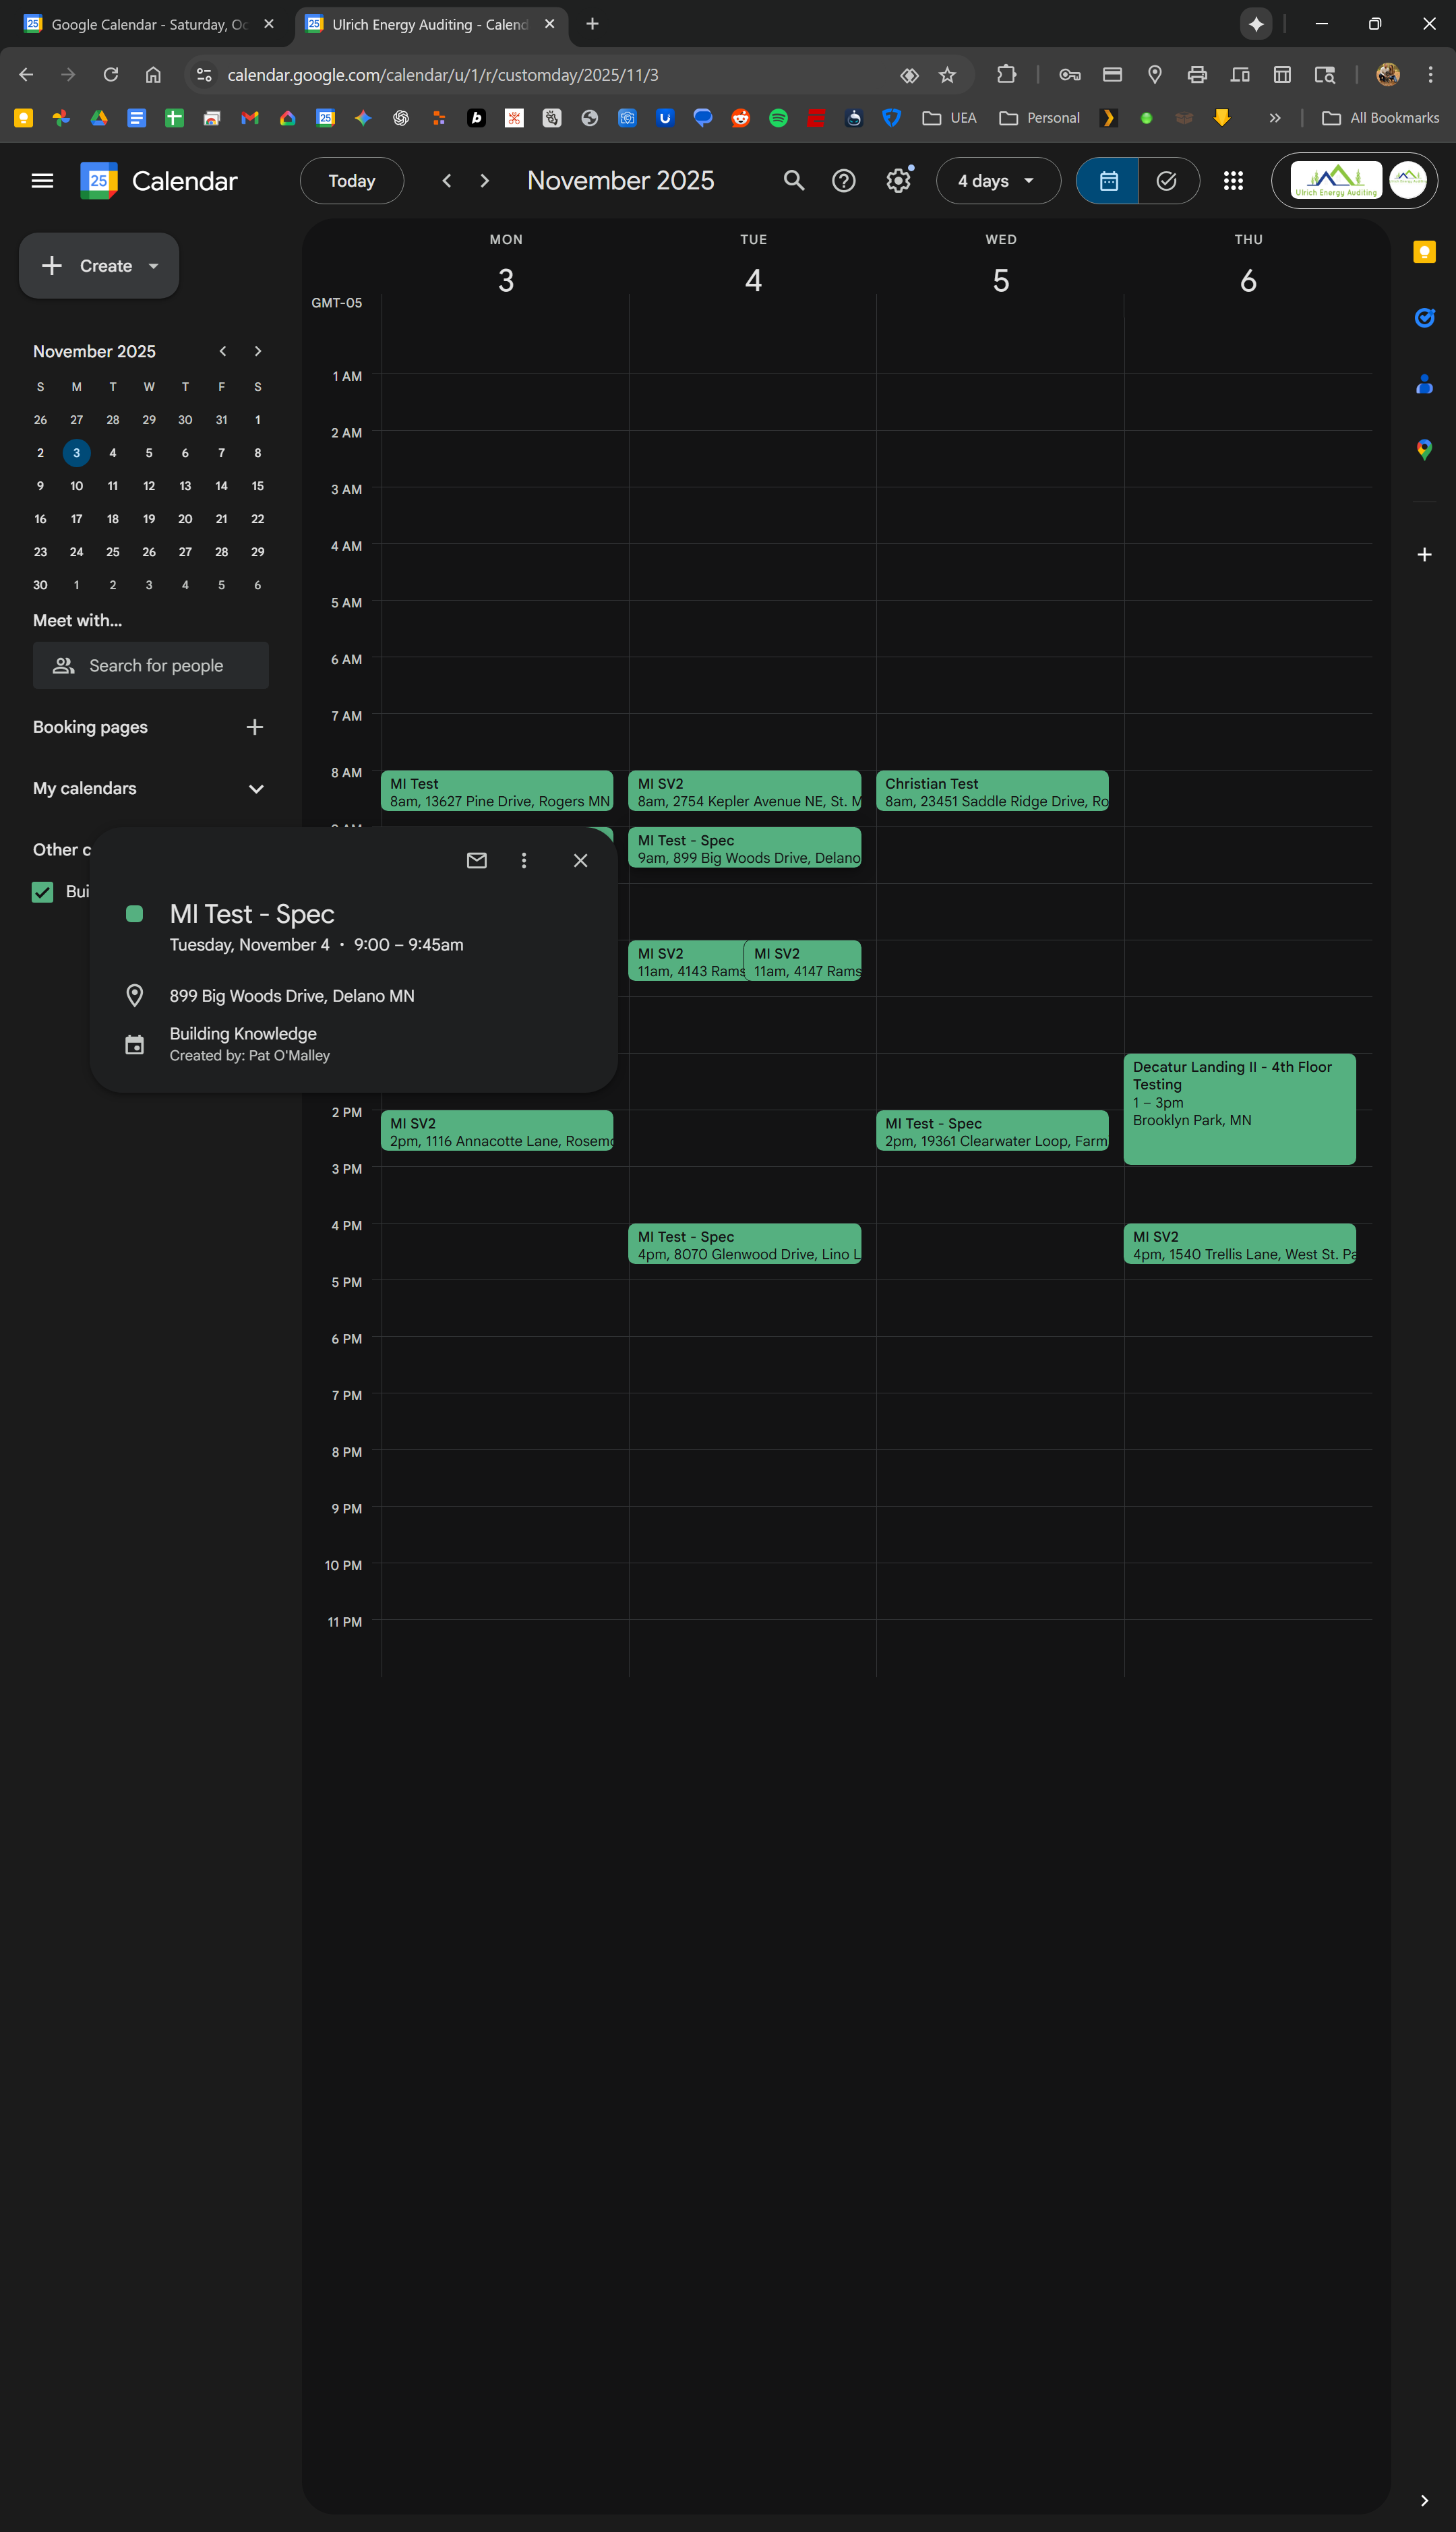 Google Calendar - Saturday, Oc
Ulrich Energy Auditing - Calend
calendar.google.com/calendar/u/1/r/customday/2025/11/3
UEA
Personal
All Bookmarks
25
Calendar
Today
November 2025
4 days
Ulrich Energy Auditing
Create
November 2025
S M T W T F S
26 27 28 29 30 31 1
2 3 4 5 6 7 8
9 10 11 12 13 14 15
16 17 18 19 20 21 22
23 24 25 26 27 28 29
30 1 2 3 4 5 6
Meet with...
Search for people
Booking pages
My calendars
Other c
Bui
MON
3
TUE
4
WED
5
THU
6
GMT-05
1 AM
2 AM
3 AM
4 AM
5 AM
6 AM
7 AM
8 AM
MI Test
8am, 13627 Pine Drive, Rogers MN
MI SV2
8am, 2754 Kepler Avenue NE, St. M
Christian Test
8am, 23451 Saddle Ridge Drive, Ro
MI Test - Spec
9am, 899 Big Woods Drive, Delano
MI SV2
11am, 4143 Rams
MI SV2
11am, 4147 Rams
MI Test - Spec
Tuesday, November 4 · 9:00 – 9:45am
899 Big Woods Drive, Delano MN
Building Knowledge
Created by: Pat O'Malley
Decatur Landing II - 4th Floor
Testing
1 – 3pm
Brooklyn Park, MN
2 PM
MI SV2
2pm, 1116 Annacotte Lane, Rosemo
MI Test - Spec
2pm, 19361 Clearwater Loop, Farm
3 PM
4 PM
MI Test - Spec
4pm, 8070 Glenwood Drive, Lino L
MI SV2
4pm, 1540 Trellis Lane, West St. Pa
5 PM
6 PM
7 PM
8 PM
9 PM
10 PM
11 PM